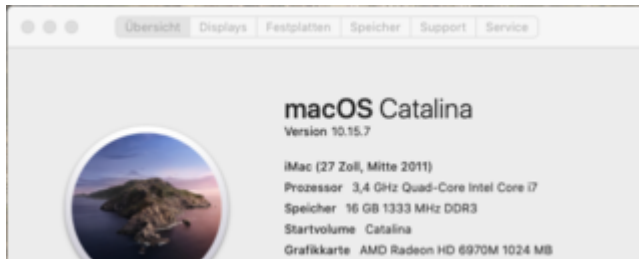 Übersicht Displays Festplatten Speicher Support Service
macOS Catalina
Version 10.15.7
iMac (27 Zoll, Mitte 2011)
Prozessor 3,4 GHz Quad-Core Intel Core i7
Speicher 16 GB 1333 MHz DDR3
Startvolume Catalina
Grafikkarte AMD Radeon HD 6970M 1024 MB